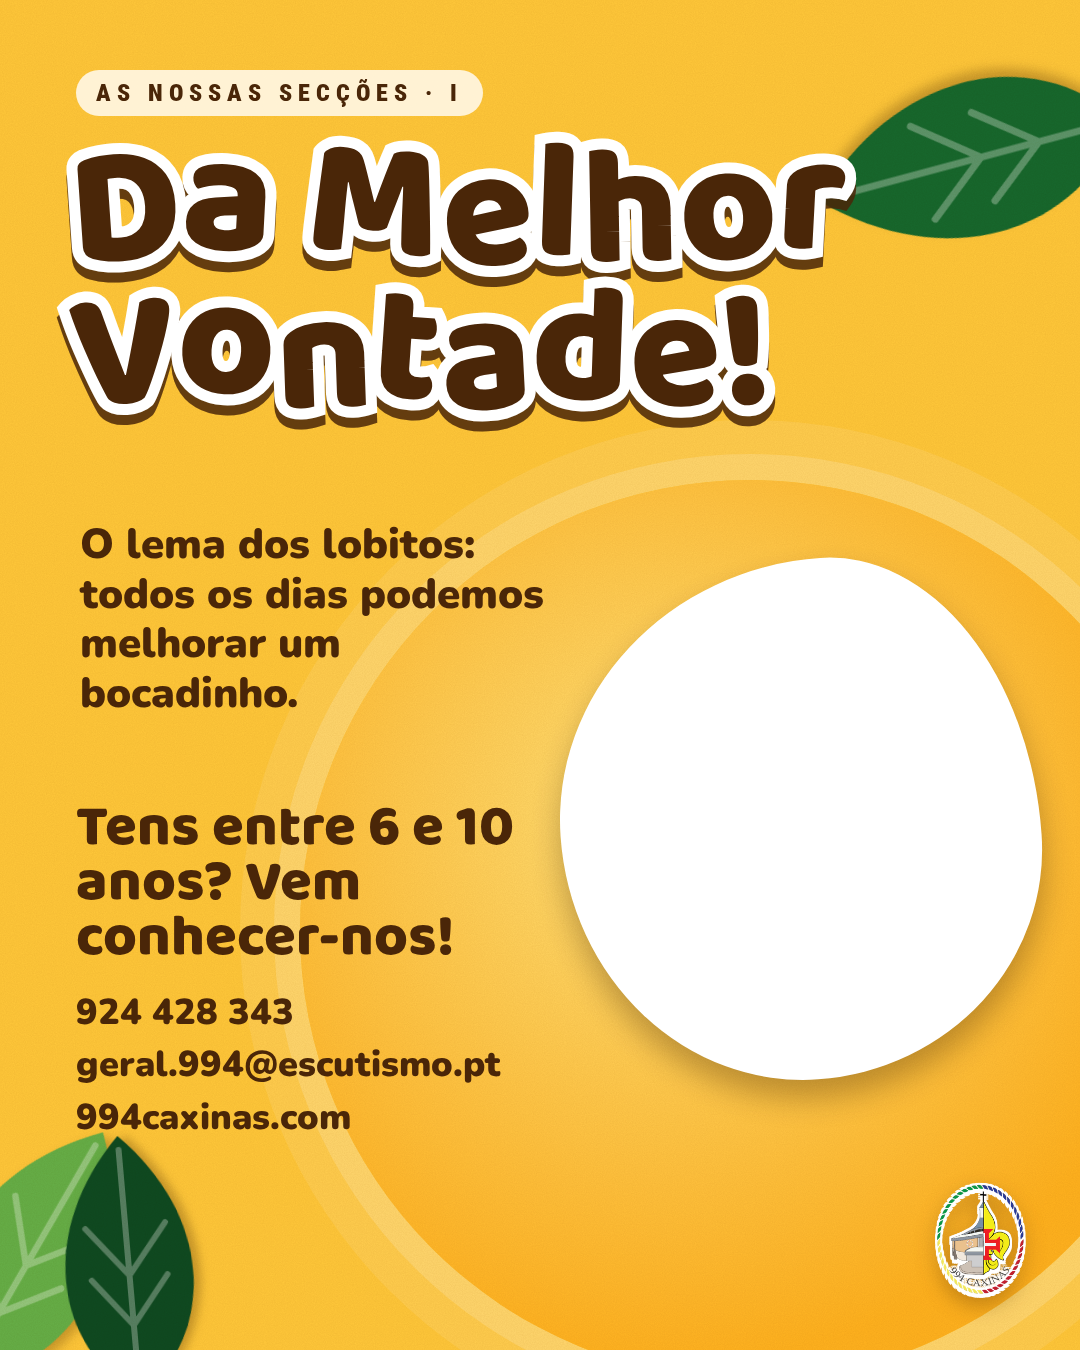 AS NOSSAS SECÇÕES · I
Da Melhor
Vontade!
O lema dos lobitos:
todos os dias podemos
melhorar um
bocadinho.
Tens entre 6 e 10
anos? Vem
conhecer-nos!
924 428 343
geral.994@escutismo.pt
994caxinas.com
994 CAXINAS